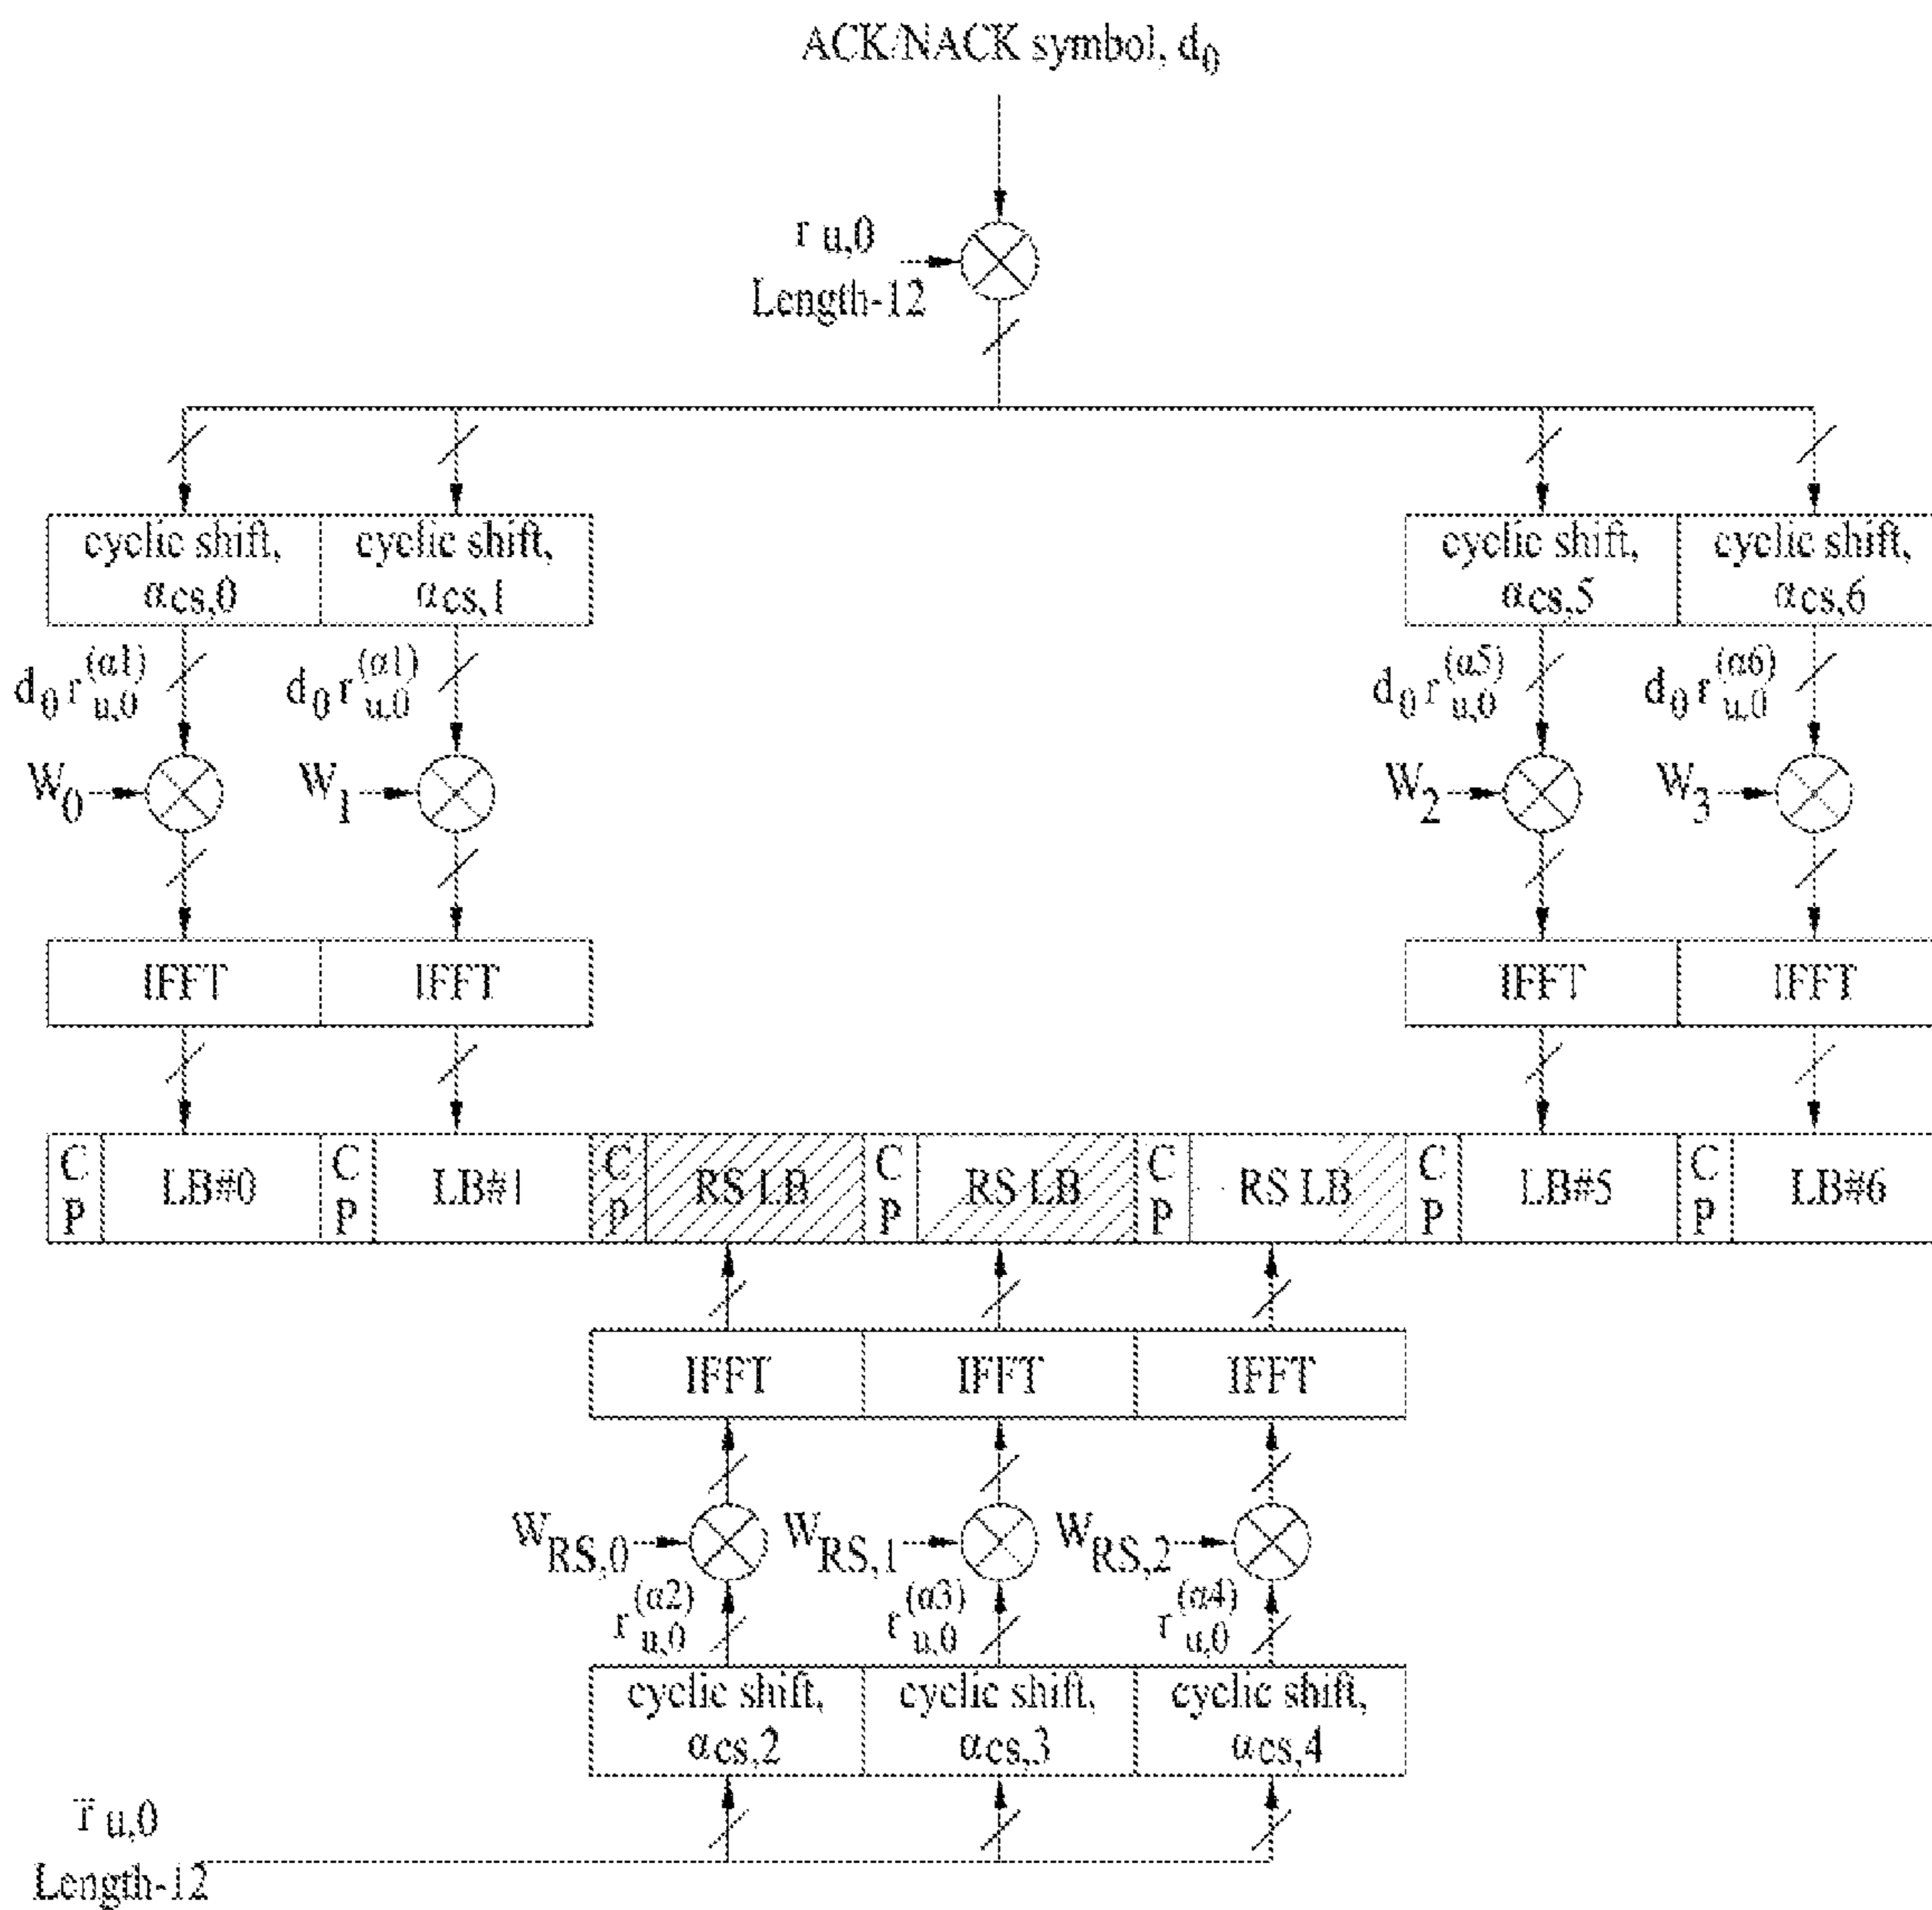 ACK/NACK symbol, d0
r u,0
Length-12
cyclic shift, αcs,0
cyclic shift, αcs,1
cyclic shift, αcs,5
cyclic shift, αcs,6
d0 r u,0 (α1)
d0 r u,0 (α1)
d0 r u,0 (α5)
d0 r u,0 (α6)
W0
W1
W2
W3
IFFT
IFFT
IFFT
IFFT
CP
LB#0
CP
LB#1
CP
RS LB
CP
RS LB
CP
RS LB
CP
LB#5
CP
LB#6
IFFT
IFFT
IFFT
WRS,0
WRS,1
WRS,2
r u,0 (α2)
r u,0 (α3)
r u,0 (α4)
cyclic shift, αcs,2
cyclic shift, αcs,3
cyclic shift, αcs,4
r̄ u,0
Length-12